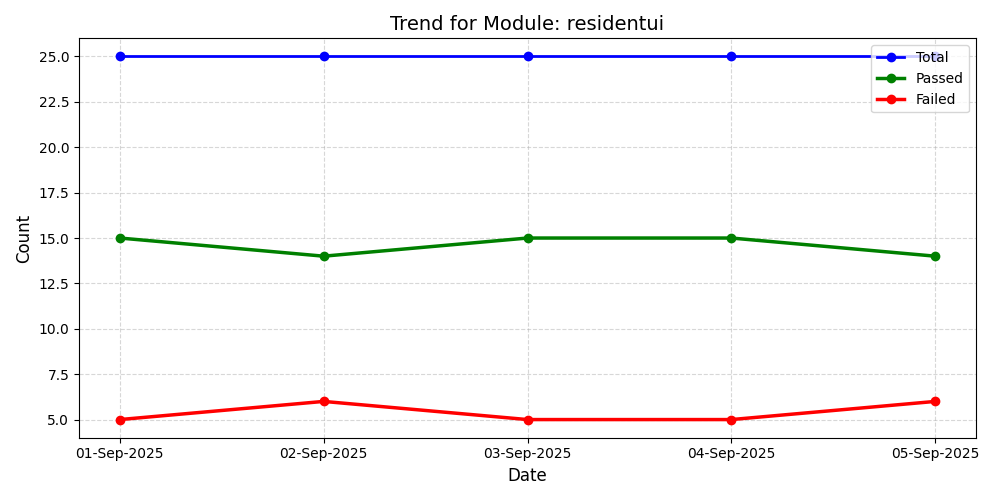 Trend for Module: residentui
Count
25.0
22.5
20.0
17.5
15.0
12.5
10.0
7.5
5.0
Total
Passed
Failed
01-Sep-2025
02-Sep-2025
03-Sep-2025
04-Sep-2025
05-Sep-2025
Date